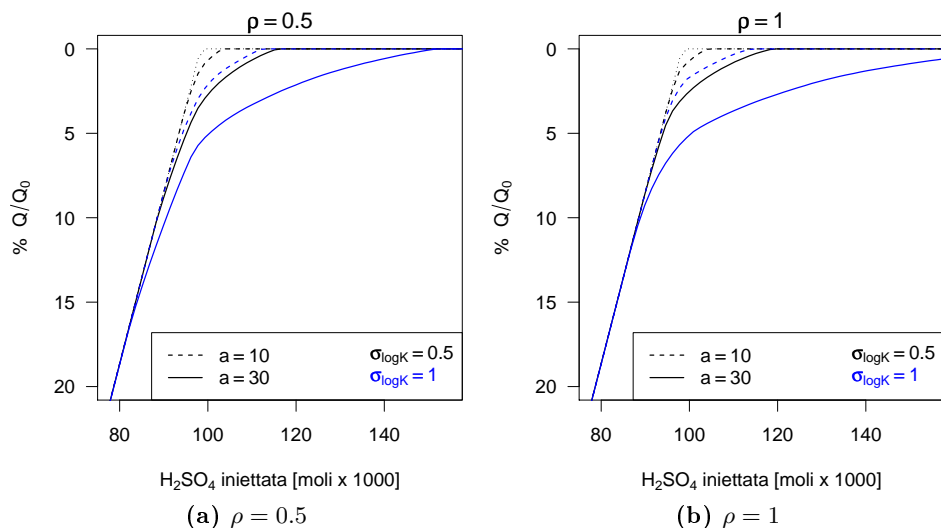 ρ = 0.5
0
5
10
15
20
% Q/Q₀
a = 10
a = 30
σlogK = 0.5
σlogK = 1
80
100
120
140
H₂SO₄ iniettata [moli x 1000]
(a) ρ = 0.5
ρ = 1
0
5
10
15
20
% Q/Q₀
a = 10
a = 30
σlogK = 0.5
σlogK = 1
80
100
120
140
H₂SO₄ iniettata [moli x 1000]
(b) ρ = 1